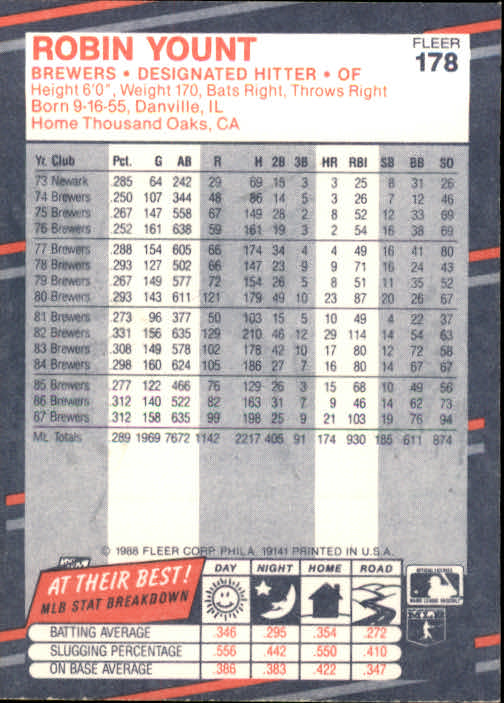 ROBIN YOUNT
FLEER
178
BREWERS • DESIGNATED HITTER • OF
Height 6'0", Weight 170, Bats Right, Throws Right
Born 9-16-55, Danville, IL
Home Thousand Oaks, CA
Yr. Club Pct. G AB R H 2B 3B HR RBI SB BB SO
73 Newark .285 64 242 29 69 15 3 3 25 8 31 26
74 Brewers .250 107 344 48 86 14 5 3 26 7 12 46
75 Brewers .267 147 558 67 149 28 2 8 52 12 33 69
76 Brewers .252 161 638 59 161 19 3 2 54 16 38 69
77 Brewers .288 154 605 66 174 34 4 4 49 16 41 80
78 Brewers .293 127 502 66 147 23 9 9 71 16 24 43
79 Brewers .267 149 577 72 154 26 5 8 51 11 35 52
80 Brewers .293 143 611 121 179 49 10 23 87 20 26 67
81 Brewers .273 96 377 50 103 15 5 10 49 4 22 37
82 Brewers .331 156 635 129 210 46 12 29 114 14 54 63
83 Brewers .308 149 578 102 178 42 10 17 80 12 72 58
84 Brewers .298 160 624 105 186 27 7 16 80 14 67 67
85 Brewers .277 122 466 76 129 26 3 15 68 10 49 56
86 Brewers .312 140 522 82 163 31 7 9 46 14 62 73
87 Brewers .312 158 635 99 198 25 9 21 103 19 76 94
ML Totals .289 1969 7672 1142 2217 405 91 174 930 185 611 874
© 1988 FLEER CORP. PHILA. 19141 PRINTED IN U.S.A.
AT THEIR BEST!
MLB STAT BREAKDOWN
DAY NIGHT HOME ROAD
BATTING AVERAGE .346 .295 .354 .272
SLUGGING PERCENTAGE .556 .442 .550 .410
ON BASE AVERAGE .386 .383 .422 .347